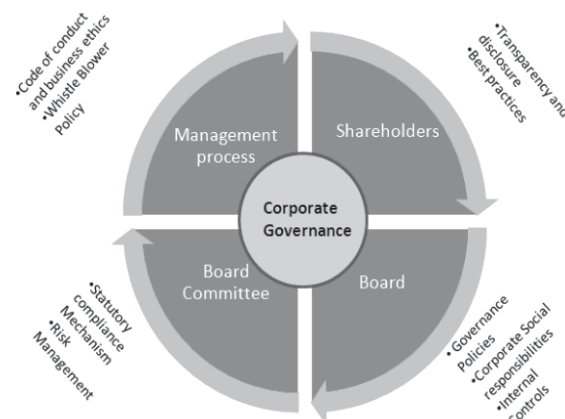 •Code of conduct
and business ethics
•Whistle Blower
Policy
•Transparency and
disclosure
•Best practices
Management
process
Shareholders
Corporate
Governance
Board
Committee
Board
•Statutory
compliance
Mechanism
•Risk
Management
• Governance
Policies
•Corporate Social
responsibilities
•Internal